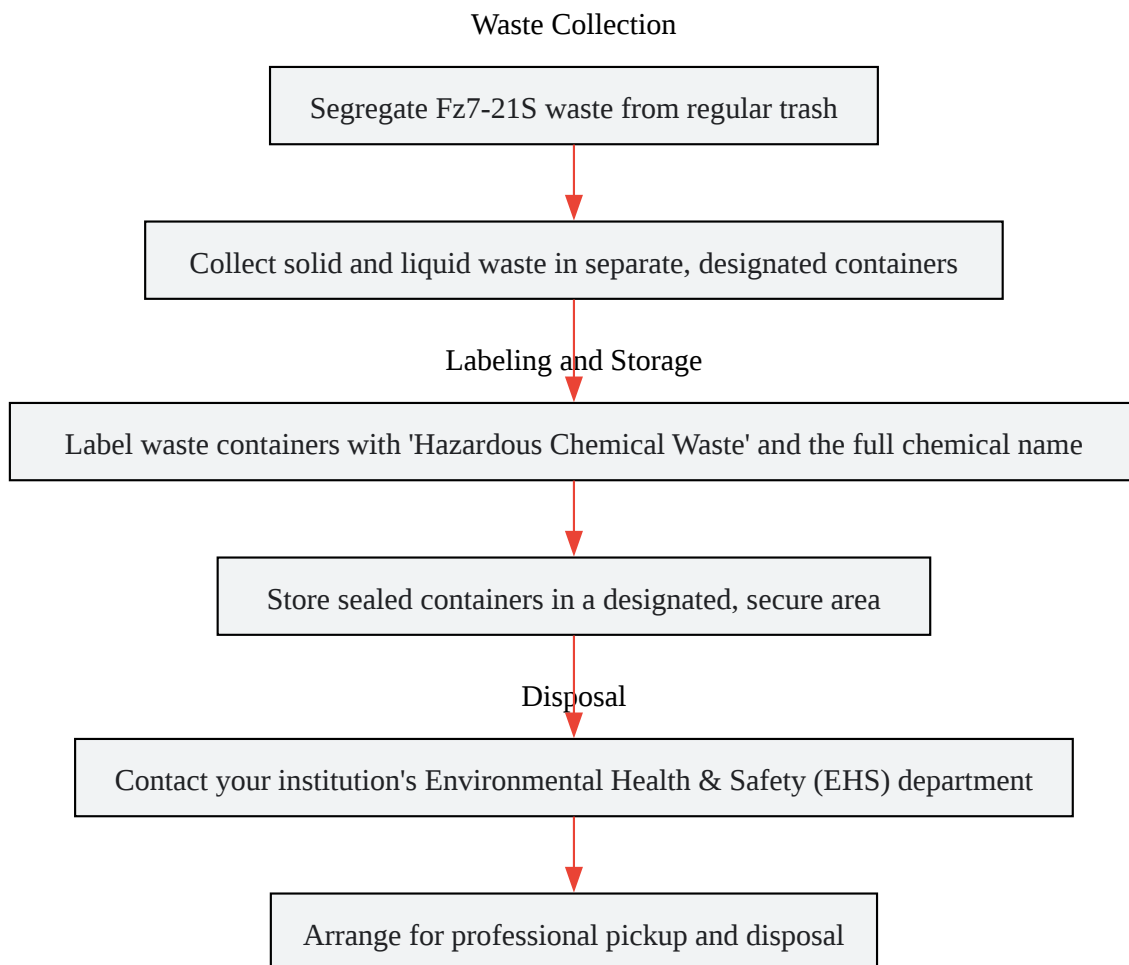 Waste Collection
Segregate Fz7-21S waste from regular trash
Collect solid and liquid waste in separate, designated containers
Labeling and Storage
Label waste containers with 'Hazardous Chemical Waste' and the full chemical name
Store sealed containers in a designated, secure area
Disposal
Contact your institution's Environmental Health & Safety (EHS) department
Arrange for professional pickup and disposal